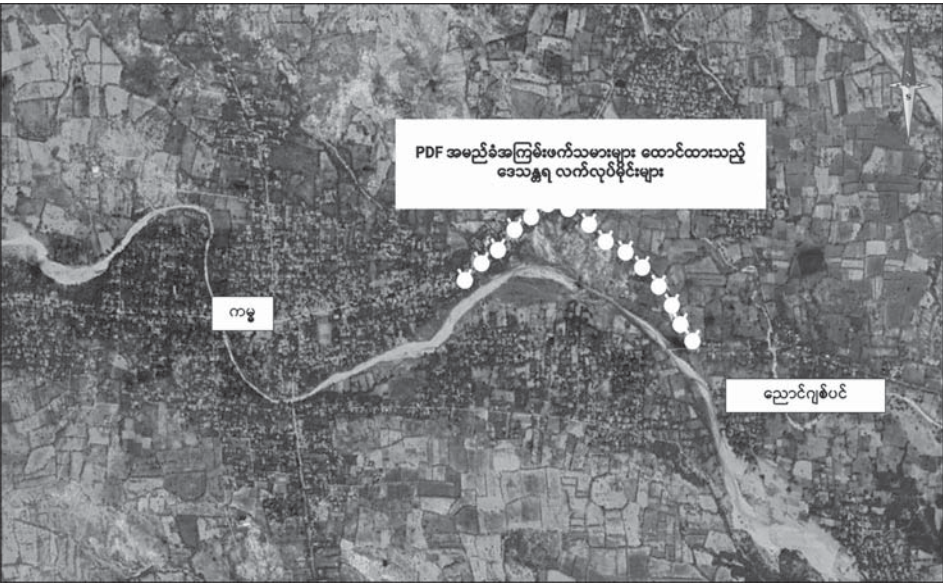 PDF အမည်ခံအကြမ်းဖက်သမားများ ထောင်ထားသည့်
ဒေသန္တရ လက်လုပ်မိုင်းများ
ကမ္မ
ညောင်ဂျစ်ပင်